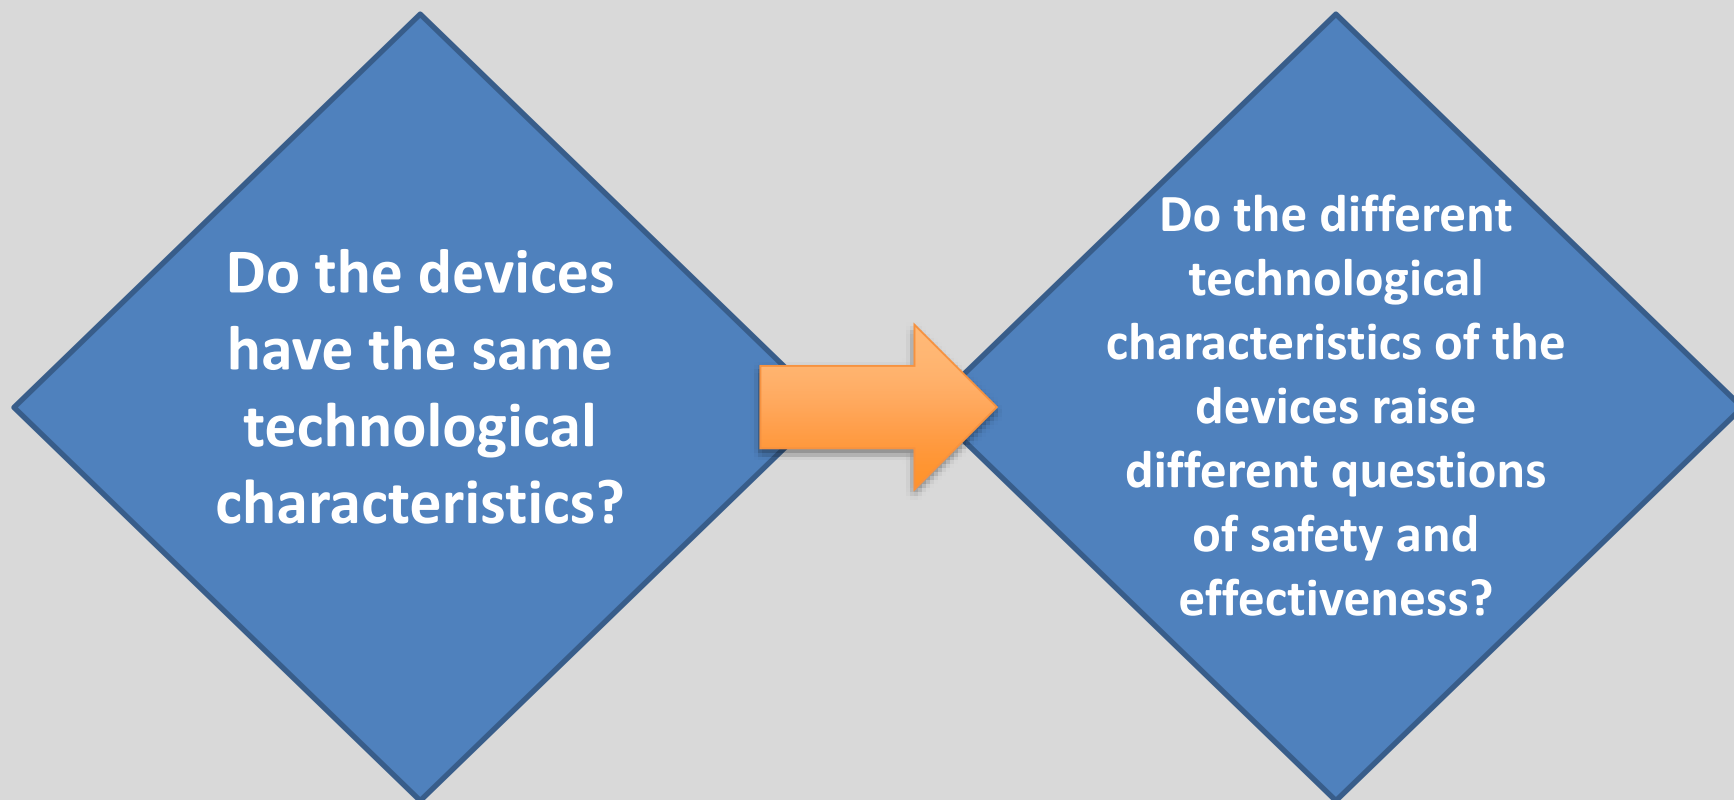 Do the devices
have the same
technological
characteristics?
Do the different
technological
characteristics of the
devices raise
different questions
of safety and
effectiveness?